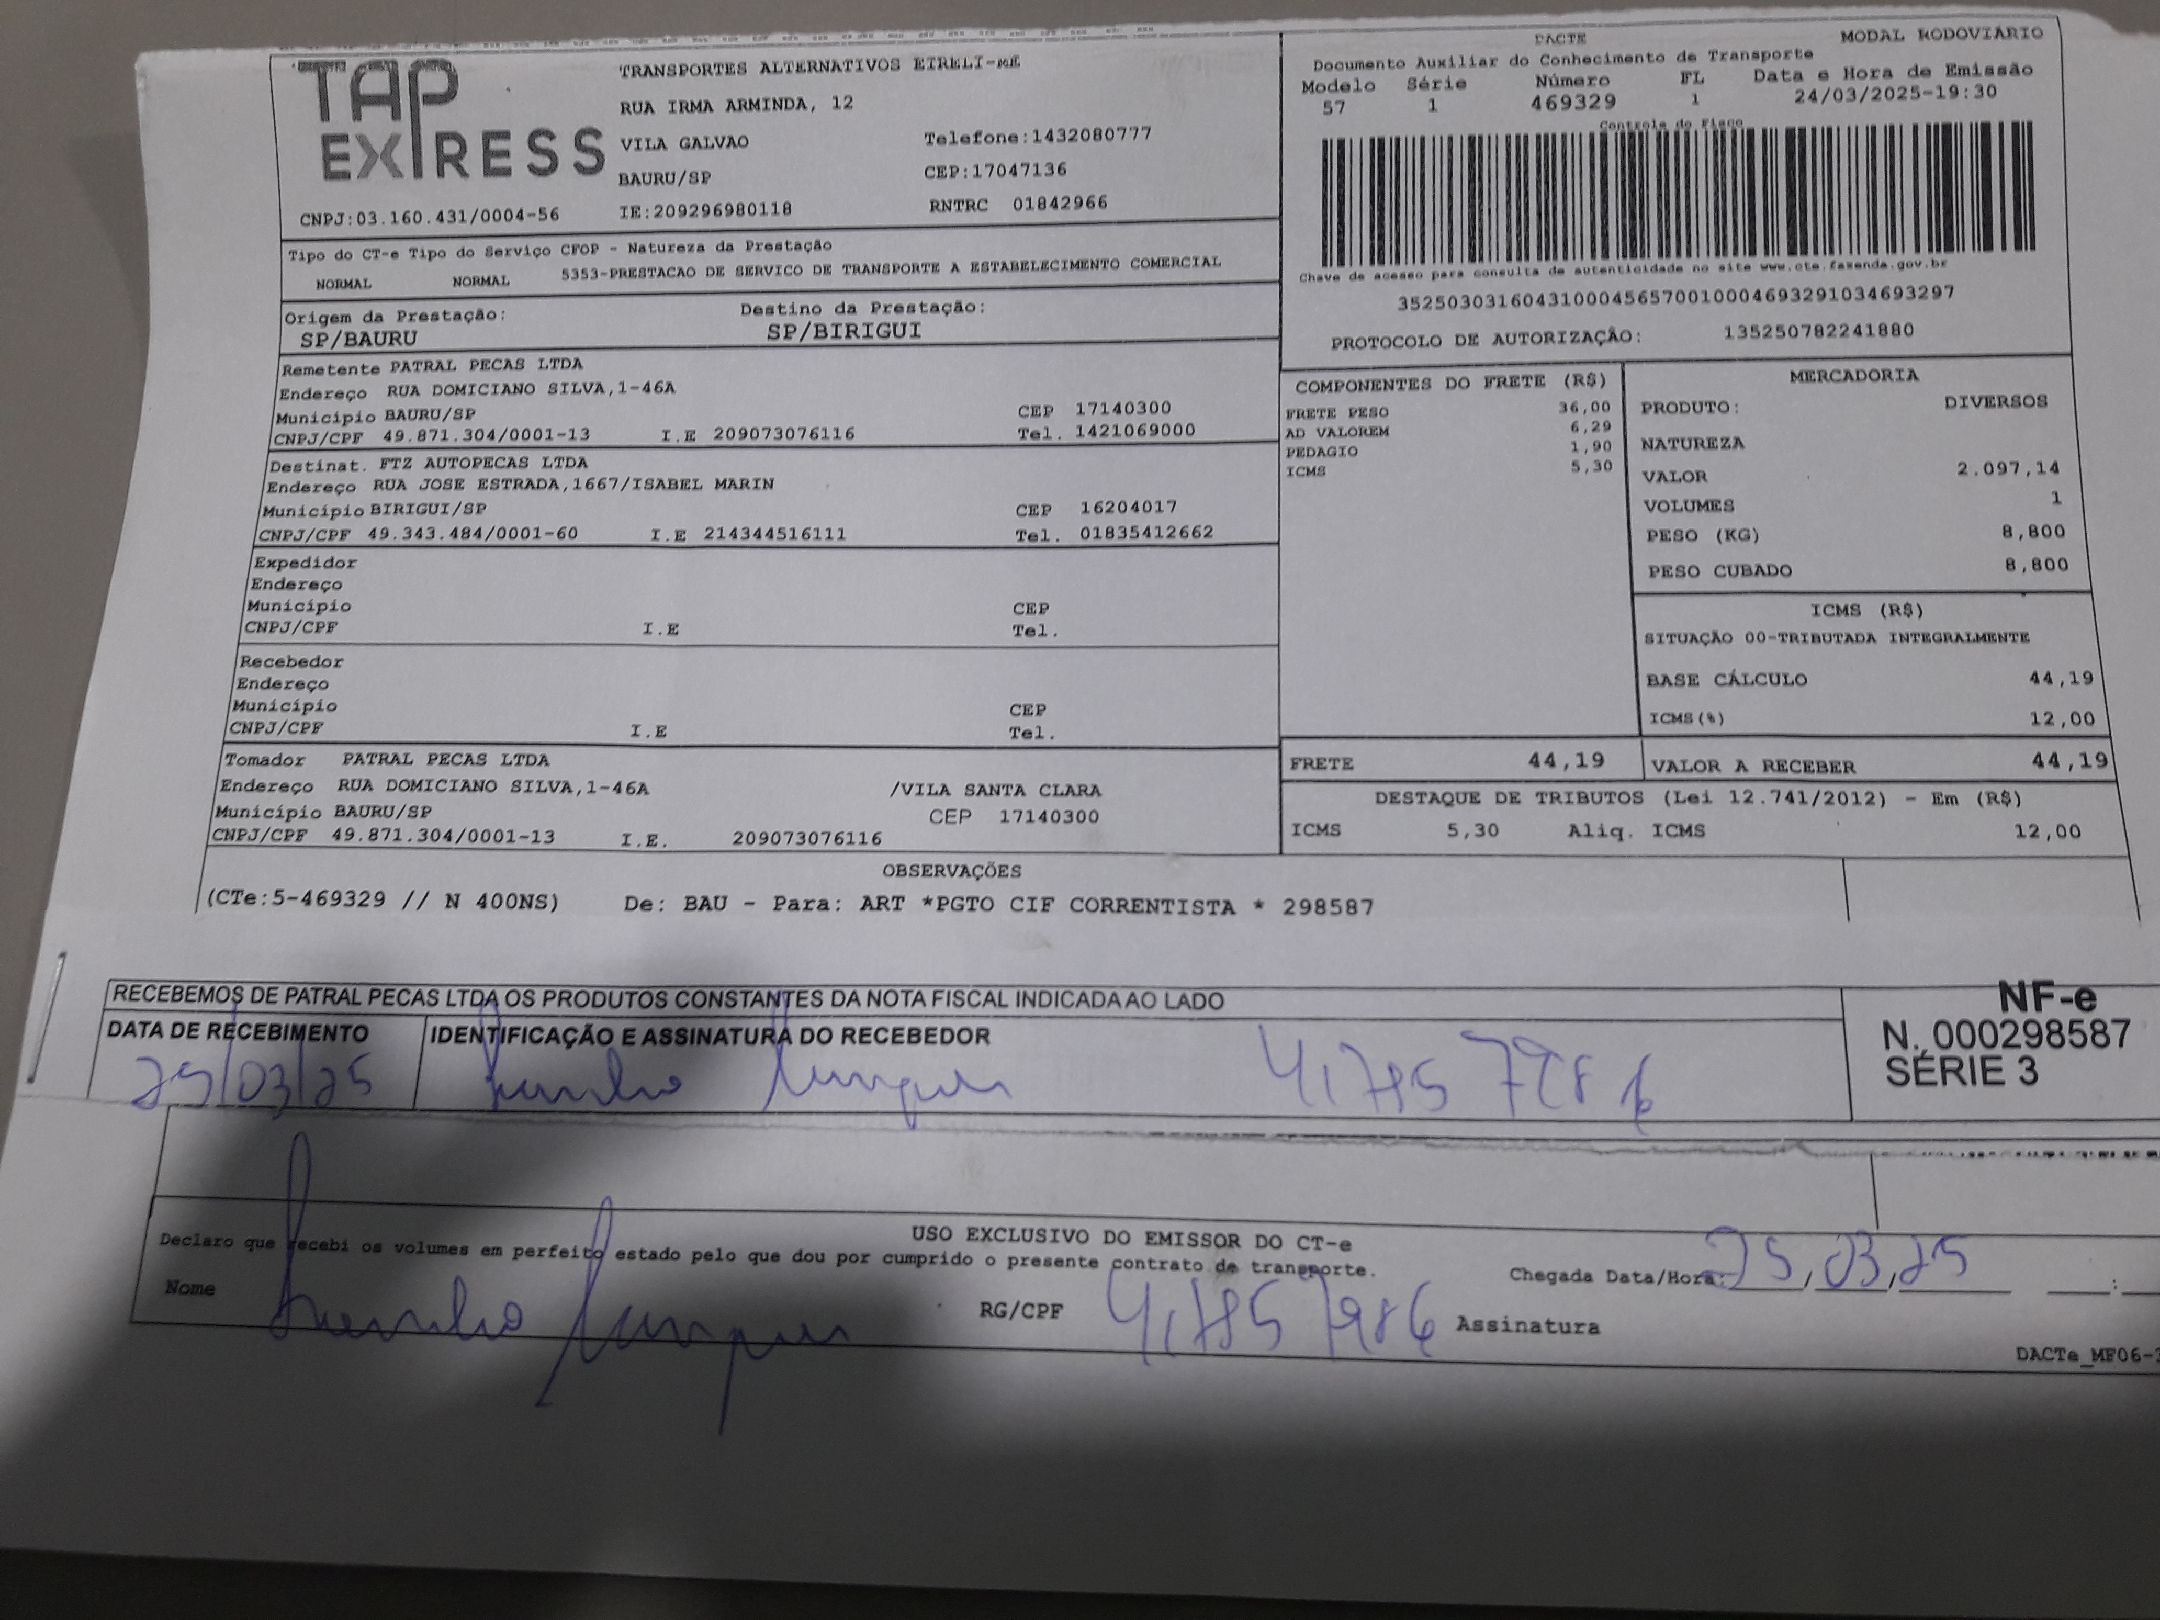 TAP EXPRESS
TRANSPORTES ALTERNATIVOS EIRELI-ME
RUA IRMA ARMINDA, 12
VILA GALVAO Telefone:1432080777
BAURU/SP CEP:17047136
CNPJ:03.160.431/0004-56 IE:209296980118 RNTRC 01842966
DACTE MODAL RODOVIÁRIO
Documento Auxiliar do Conhecimento de Transporte
Modelo Série Número FL Data e Hora de Emissão
57 1 469329 1 24/03/2025-19:30
Controle do Fisco
Chave de acesso para consulta de autenticidade no site www.cte.fazenda.gov.br
35250303160431000456570010004693291034693297
PROTOCOLO DE AUTORIZAÇÃO: 135250782241880
Tipo do CT-e Tipo do Serviço CFOP - Natureza da Prestação
NORMAL NORMAL 5353-PRESTACAO DE SERVICO DE TRANSPORTE A ESTABELECIMENTO COMERCIAL
Origem da Prestação: Destino da Prestação:
SP/BAURU SP/BIRIGUI
Remetente PATRAL PECAS LTDA
Endereço RUA DOMICIANO SILVA,1-46A
Município BAURU/SP CEP 17140300
CNPJ/CPF 49.871.304/0001-13 I.E 209073076116 Tel. 1421069000
Destinat. FTZ AUTOPECAS LTDA
Endereço RUA JOSE ESTRADA,1667/ISABEL MARIN
Município BIRIGUI/SP CEP 16204017
CNPJ/CPF 49.343.484/0001-60 I.E 214344516111 Tel. 01835412662
Expedidor
Endereço
Município CEP
CNPJ/CPF I.E Tel.
Recebedor
Endereço
Município CEP
CNPJ/CPF I.E Tel.
Tomador PATRAL PECAS LTDA
Endereço RUA DOMICIANO SILVA,1-46A /VILA SANTA CLARA
Município BAURU/SP CEP 17140300
CNPJ/CPF 49.871.304/0001-13 I.E. 209073076116
COMPONENTES DO FRETE (R$)
FRETE PESO 36,00
AD VALOREM 6,29
PEDAGIO 1,90
ICMS 5,30
MERCADORIA
PRODUTO: DIVERSOS
NATUREZA
VALOR 2.097,14
VOLUMES 1
PESO (KG) 8,800
PESO CUBADO 8,800
ICMS (R$)
SITUAÇÃO 00-TRIBUTADA INTEGRALMENTE
BASE CÁLCULO 44,19
ICMS(%) 12,00
FRETE 44,19 VALOR A RECEBER 44,19
DESTAQUE DE TRIBUTOS (Lei 12.741/2012) - Em (R$)
ICMS 5,30 Aliq. ICMS 12,00
OBSERVAÇÕES
(CTe:5-469329 // N 400NS) De: BAU - Para: ART *PGTO CIF CORRENTISTA * 298587
RECEBEMOS DE PATRAL PECAS LTDA OS PRODUTOS CONSTANTES DA NOTA FISCAL INDICADA AO LADO
DATA DE RECEBIMENTO IDENTIFICAÇÃO E ASSINATURA DO RECEBEDOR
25/03/25
NF-e
N. 000298587
SÉRIE 3
USO EXCLUSIVO DO EMISSOR DO CT-e
Declaro que recebi os volumes em perfeito estado pelo que dou por cumprido o presente contrato de transporte.
Chegada Data/Hora: 25/03/25 :
Nome RG/CPF Assinatura